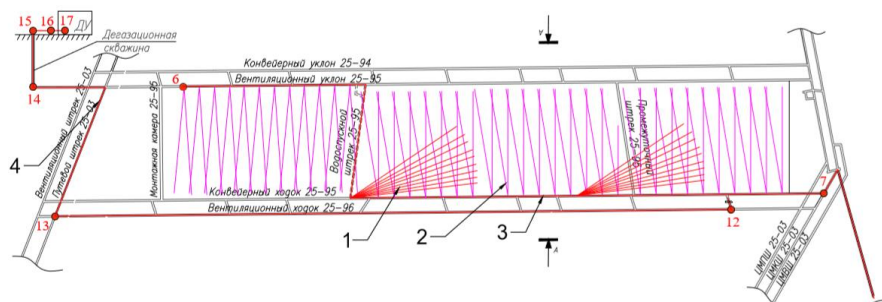 15 16 17 ДУ
Дегазационная
скважина
А
Конвейерный уклон 25-94
6
Вентиляционный уклон 25-95
14
4
Вентиляционный штрек 25-03
Путевой штрек 25-03
Монтажная камера 25-95
Водоспускной
штрек 25-95
Промежуточный
штрек 25-95
Конвейерный ходок 25-95
7
13
Вентиляционный ходок 25-96
12
1
2
3
А
ЦМПШ 25-03
ЦМКШ 25-03
ЦМВШ 25-03